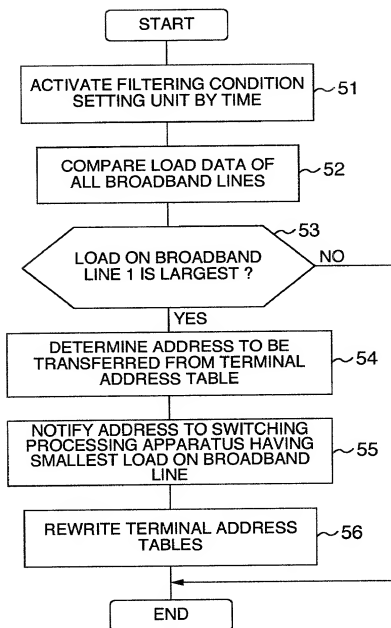 START
ACTIVATE FILTERING CONDITION
SETTING UNIT BY TIME
51
COMPARE LOAD DATA OF
ALL BROADBAND LINES
52
53
LOAD ON BROADBAND
LINE 1 IS LARGEST ?
NO
YES
DETERMINE ADDRESS TO BE
TRANSFERRED FROM TERMINAL
ADDRESS TABLE
54
NOTIFY ADDRESS TO SWITCHING
PROCESSING APPARATUS HAVING
SMALLEST LOAD ON BROADBAND
LINE
55
REWRITE TERMINAL ADDRESS
TABLES
56
END